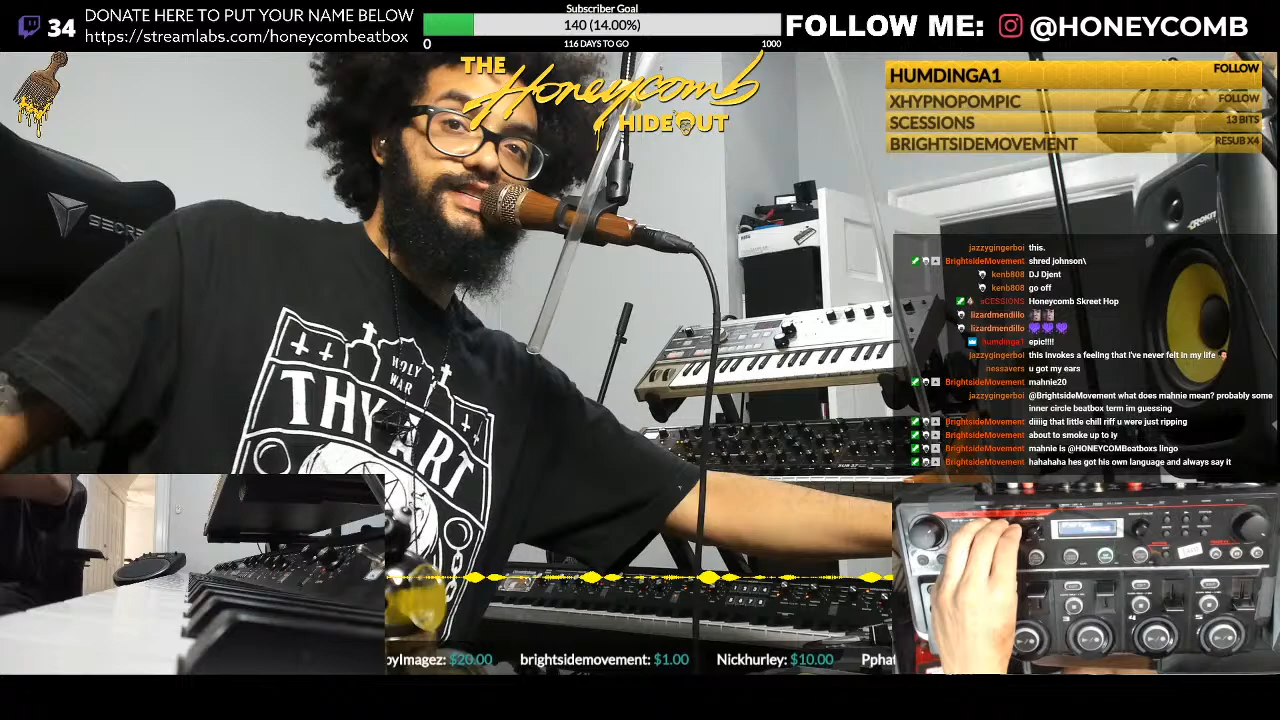 34
DONATE HERE TO PUT YOUR NAME BELOW
https://streamlabs.com/honeycombeatbox
Subscriber Goal
140 (14.00%)
0
116 DAYS TO GO
1000
FOLLOW ME: @HONEYCOMB
THE
Honeycomb
HIDEOUT
HUMDINGA1 FOLLOW
XHYPNOPOMPIC FOLLOW
SCESSIONS 13 BITS
BRIGHTSIDEMOVEMENT RESUB X4
SECRE
KORG
ROKIT
jazzygingerboi this.
BrightsideMovement shred johnson\
kenb808 DJ Djent
kenb808 go off
sCESSIONS Honeycomb Skreet Hop
lizardmendillo
lizardmendillo
humdinga1 epic!!!!
jazzygingerboi this invokes a feeling that i've never felt in my life
nessavers u got my ears
BrightsideMovement mahnie20
jazzygingerboi @BrightsideMovement what does mahnie mean? probably some
inner circle beatbox term im guessing
BrightsideMovement diiiig that little chill riff u were just ripping
BrightsideMovement about to smoke up to ly
BrightsideMovement mahnie is @HONEYCOMBeatboxs lingo
BrightsideMovement hahahaha hes got his own language and always say it
HOLY
WAR
THY ART
SUB 37
oyImagez: $20.00
brightsidemovement: $1.00
Nickhurley: $10.00
Pphat